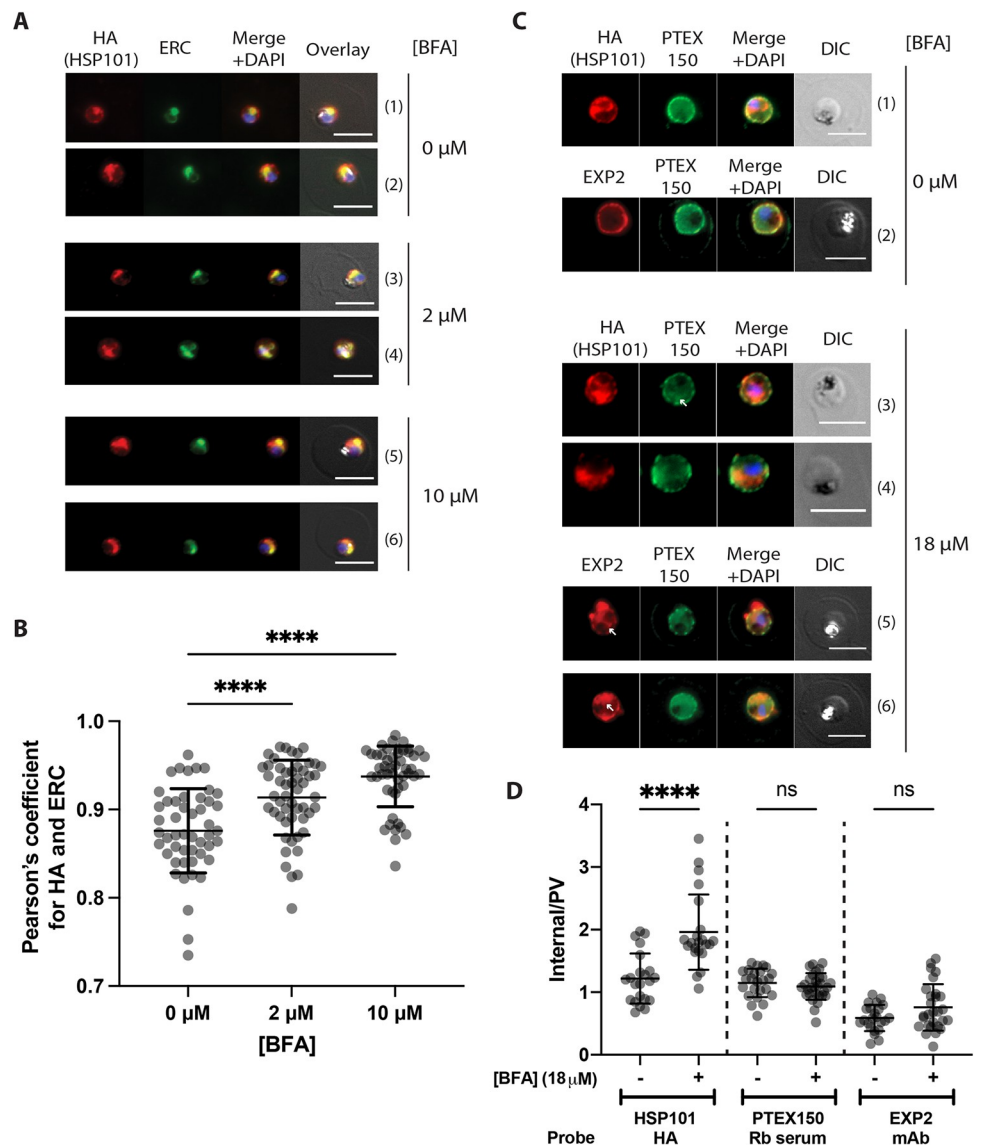 A
HA
(HSP101)
ERC
Merge
+DAPI
Overlay
[BFA]
(1)
(2)
0 µM
(3)
(4)
2 µM
(5)
(6)
10 µM
B
****
****
Pearson's coefficient
for HA and ERC
1.0
0.9
0.8
0.7
0 µM
2 µM
10 µM
[BFA]
C
HA
(HSP101)
PTEX
150
Merge
+DAPI
DIC
[BFA]
(1)
EXP2
PTEX
150
Merge
+DAPI
DIC
(2)
0 µM
HA
(HSP101)
PTEX
150
Merge
+DAPI
DIC
(3)
(4)
EXP2
PTEX
150
Merge
+DAPI
DIC
(5)
(6)
18 µM
D
****
ns
ns
Internal/PV
4
3
2
1
0
[BFA] (18 µM)
- + - + - +
HSP101
HA
PTEX150
Rb serum
EXP2
mAb
Probe